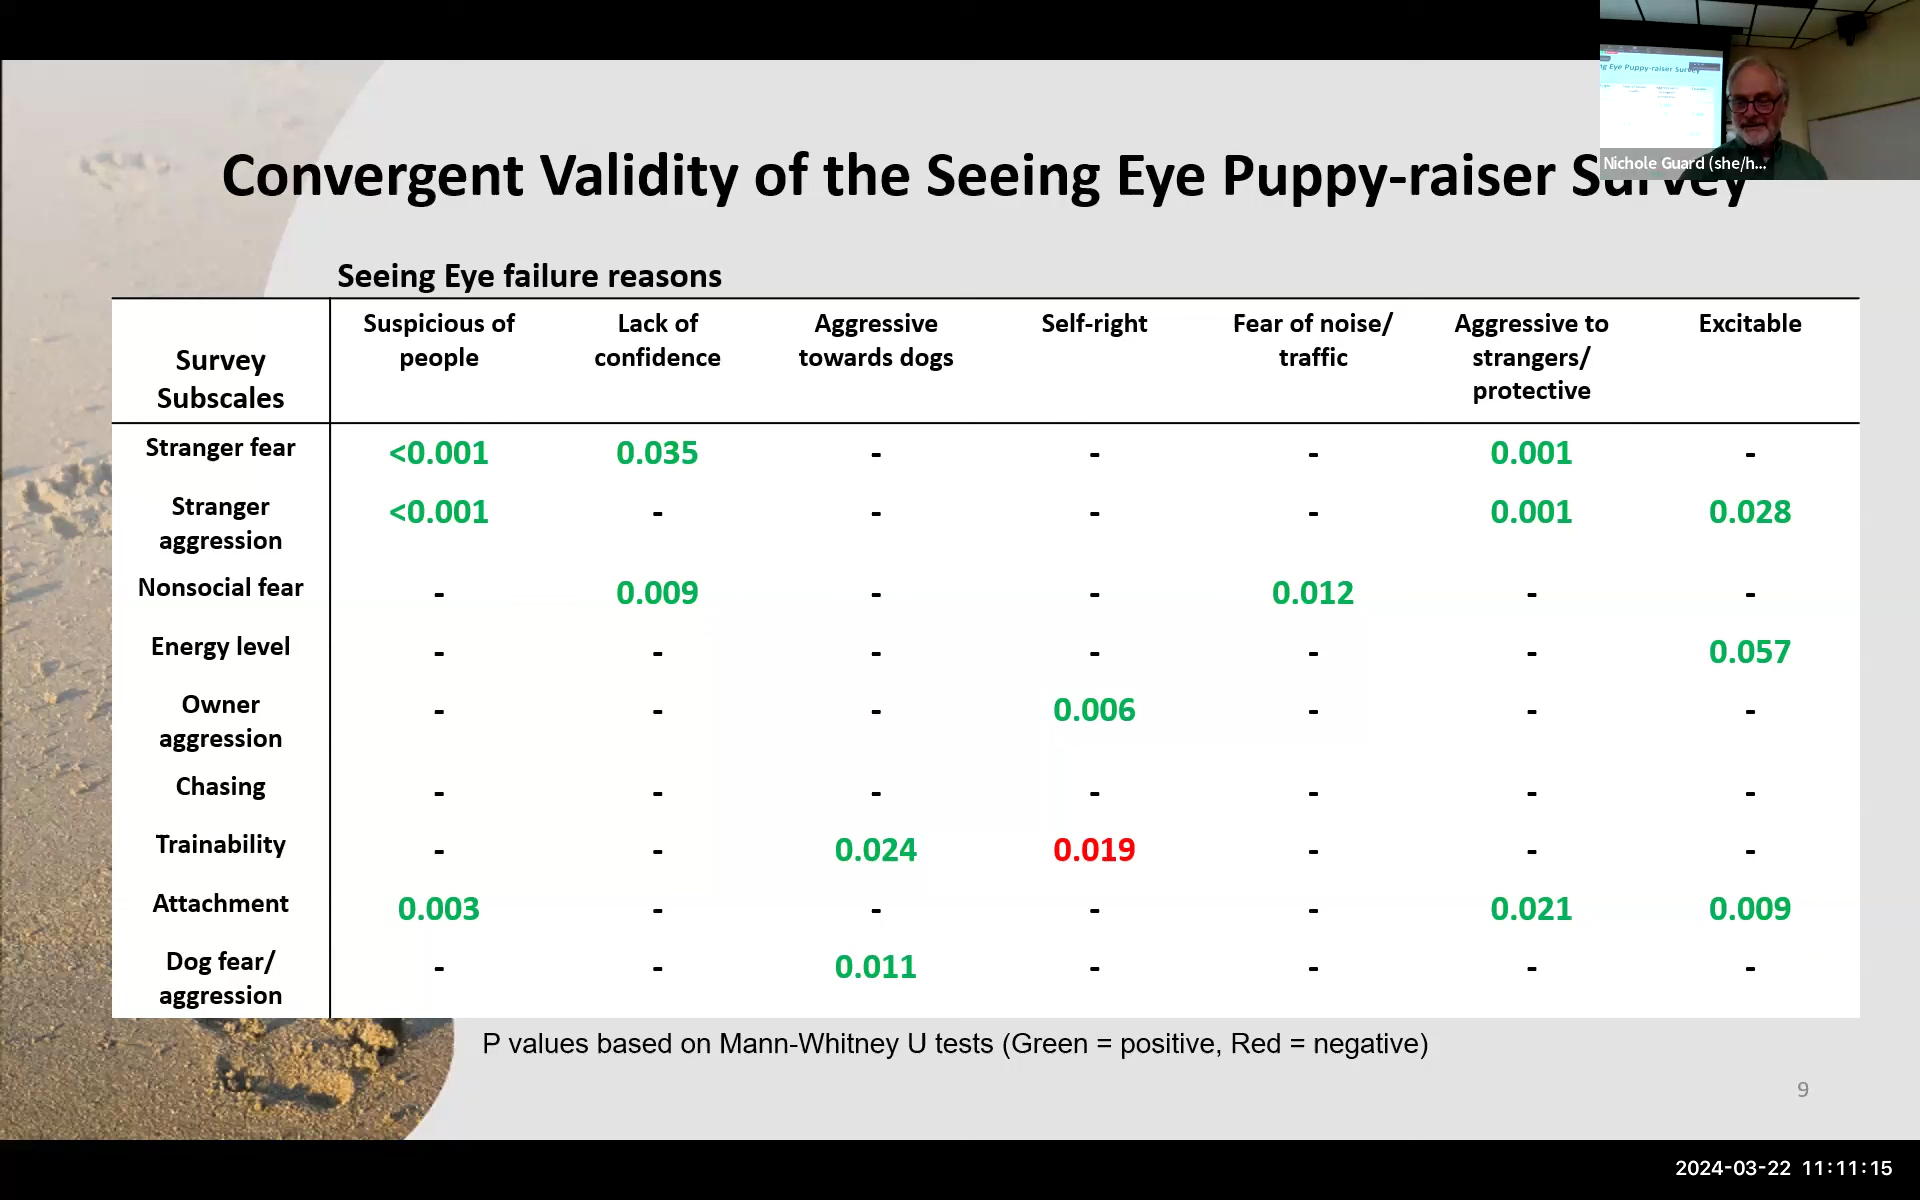 Convergent Validity of the Seeing Eye Puppy-raiser Survey
Nichole Guard (she/h...
Seeing Eye failure reasons
Survey
Subscales
Suspicious of
people
Lack of
confidence
Aggressive
towards dogs
Self-right
Fear of noise/
traffic
Aggressive to
strangers/
protective
Excitable
Stranger fear <0.001 0.035 - - - 0.001 -
Stranger
aggression
<0.001 - - - - 0.001 0.028
Nonsocial fear - 0.009 - - 0.012 - -
Energy level - - - - - - 0.057
Owner
aggression
- - - 0.006 - - -
Chasing - - - - - - -
Trainability - - 0.024 0.019 - - -
Attachment 0.003 - - - - 0.021 0.009
Dog fear/
aggression
- - 0.011 - - - -
P values based on Mann-Whitney U tests (Green = positive, Red = negative)
9
2024-03-22 11:11:15